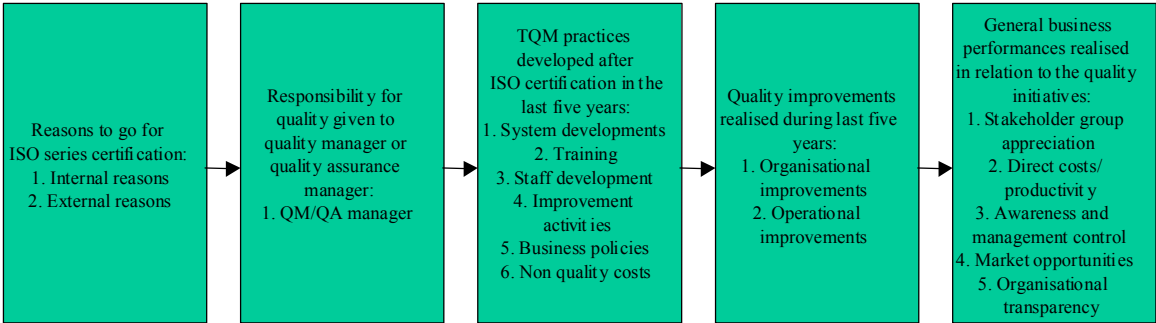 Reasons to go for
ISO series certification:
1. Internal reasons
2. External reasons
Responsibility for
quality given to
quality manager or
quality assurance
manager:
1. QM/QA manager
TQM practices
developed after
ISO certification in the
last five years:
1. System developments
2. Training
3. Staff development
4. Improvement
activities
5. Business policies
6. Non quality costs
Quality improvements
realised during last five
years:
1. Organisational
improvements
2. Operational
improvements
General business
performances realised
in relation to the quality
initiatives:
1. Stakeholder group
appreciation
2. Direct costs/
productivity
3. Awareness and
management control
4. Market opportunities
5. Organisational
transparency